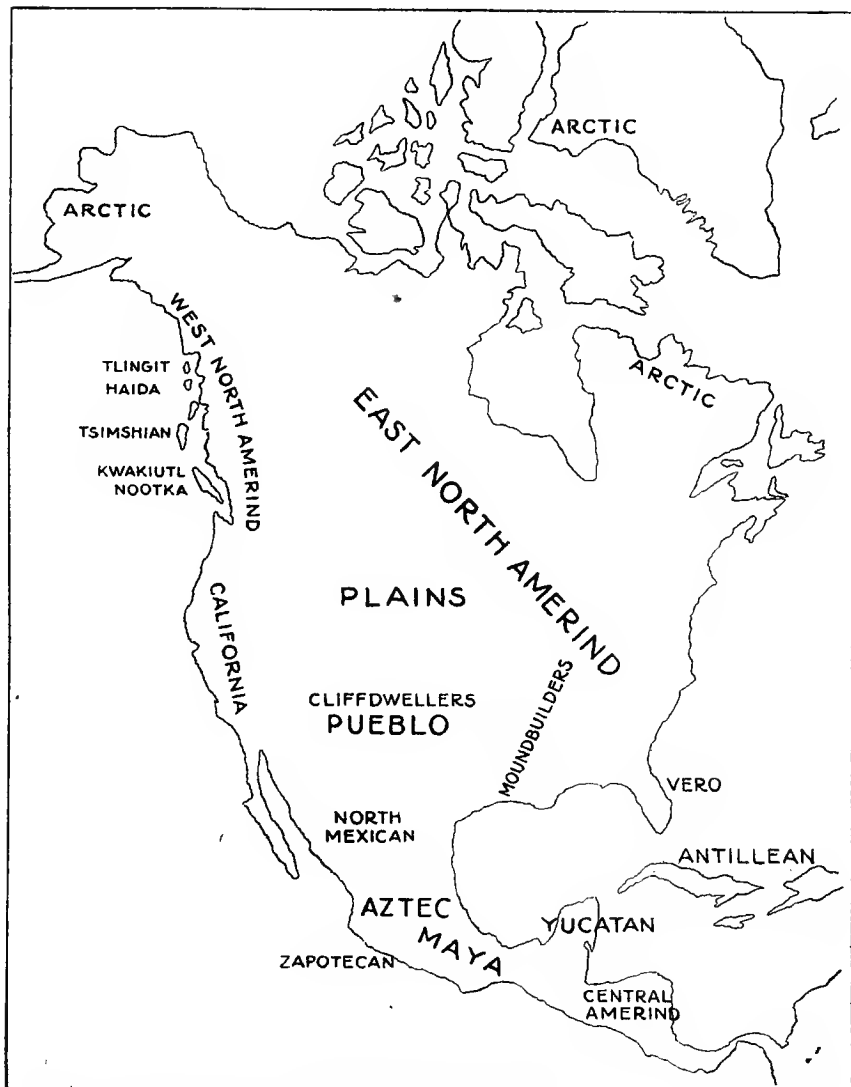 ARCTIC
ARCTIC
WEST NORTH AMERIND
TLINGIT
HAIDA
TSIMSHIAN
KWAKIUTL
NOOTKA
ARCTIC
EAST NORTH AMERIND
PLAINS
CALIFORNIA
CLIFFDWELLERS
PUEBLO
MOUNDBUILDERS
VERO
NORTH
MEXICAN
ANTILLEAN
AZTEC
MAYA
YUCATAN
ZAPOTECAN
CENTRAL
AMERIND